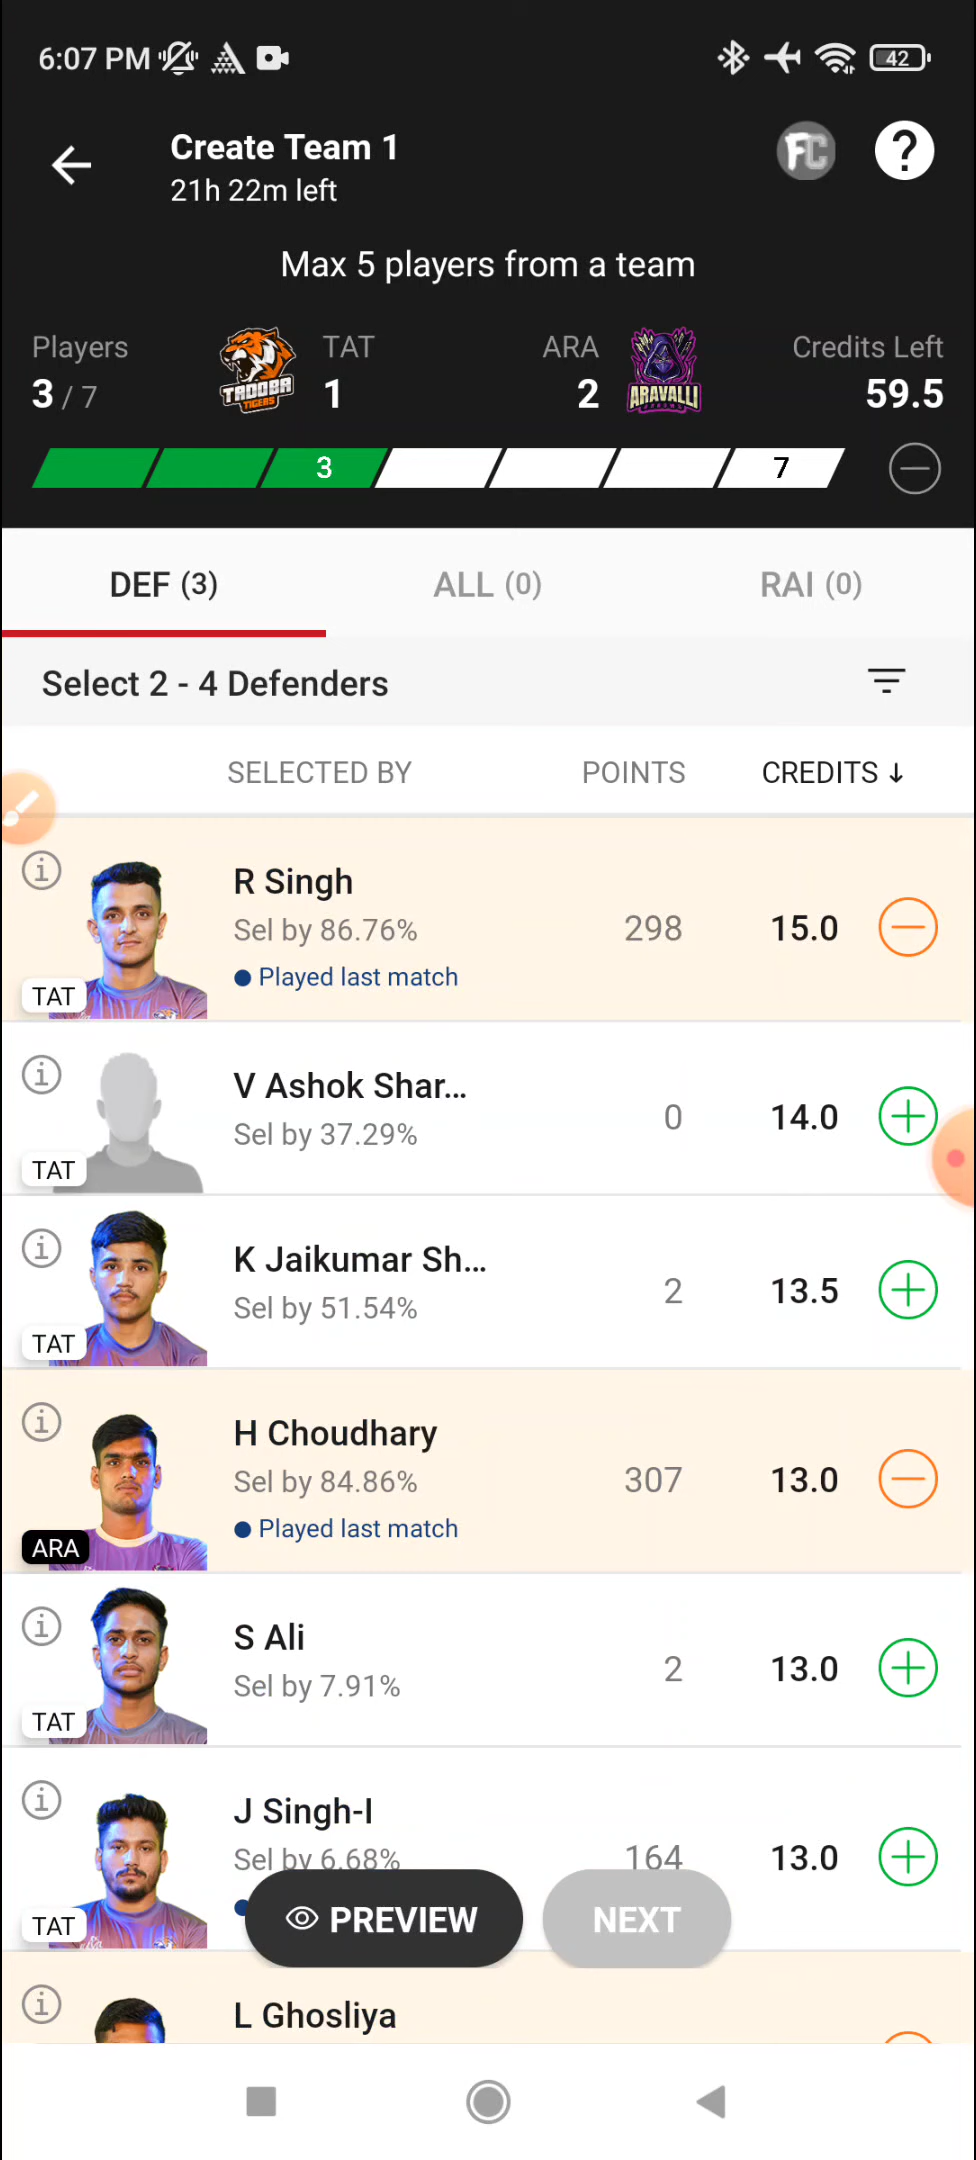 6:07 PM
42
Create Team 1
21h 22m left
FC
?
Max 5 players from a team
Players
3 / 7
TADOBA
TIGERS
TAT
1
ARA
2
ARAVALLI
Credits Left
59.5
3
7
DEF (3)
ALL (0)
RAI (0)
Select 2 - 4 Defenders
SELECTED BY
POINTS
CREDITS ↓
R Singh
Sel by 86.76%
298
15.0
Played last match
TAT
V Ashok Shar...
Sel by 37.29%
0
14.0
TAT
K Jaikumar Sh...
Sel by 51.54%
2
13.5
TAT
H Choudhary
Sel by 84.86%
307
13.0
Played last match
ARA
S Ali
Sel by 7.91%
2
13.0
TAT
J Singh-I
Sel by 6.68%
164
13.0
TAT
PREVIEW
NEXT
L Ghosliya